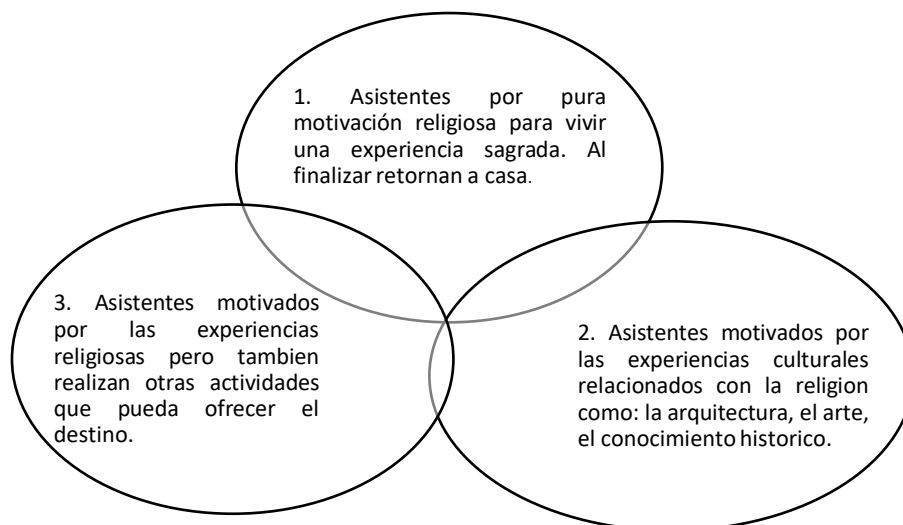 1. Asistentes por pura
motivación religiosa para vivir
una experiencia sagrada. Al
finalizar retornan a casa.
3. Asistentes motivados
por las experiencias
religiosas pero tambien
realizan otras actividades
que pueda ofrecer el
destino.
2. Asistentes motivados por
las experiencias culturales
relacionados con la religion
como: la arquitectura, el arte,
el conocimiento historico.